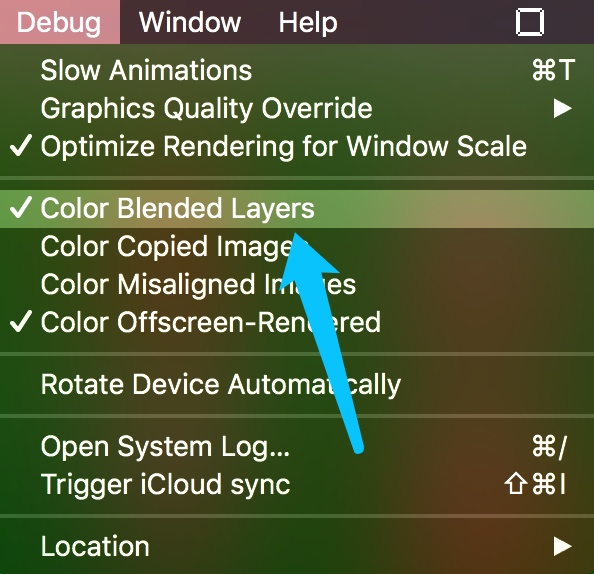 Debug Window Help
Slow Animations ⌘T
Graphics Quality Override ▶
✓ Optimize Rendering for Window Scale
✓ Color Blended Layers
Color Copied Images
Color Misaligned Images
✓ Color Offscreen-Rendered
Rotate Device Automatically
Open System Log... ⌘/
Trigger iCloud sync ⇧⌘I
Location ▶